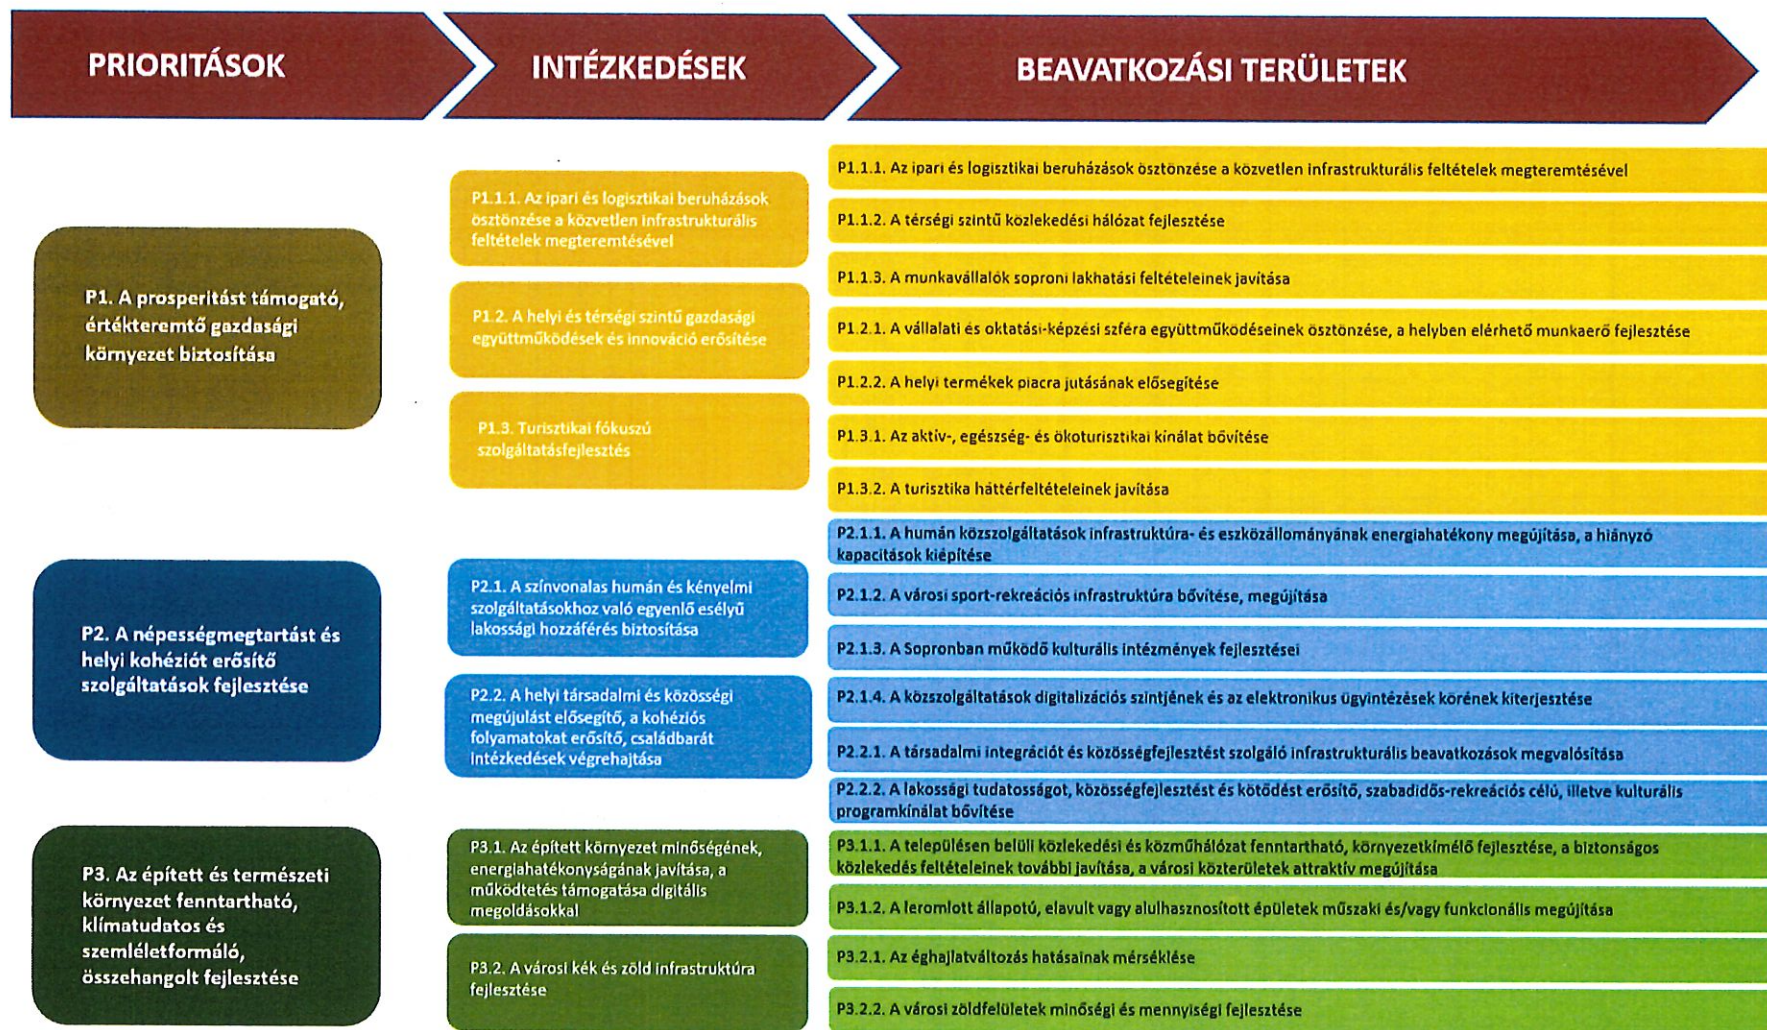 PRIORITÁSOK
INTÉZKEDÉSEK
BEAVATKOZÁSI TERÜLETEK
P1. A prosperitást támogató,
értékteremtő gazdasági
környezet biztosítása
P1.1.1. Az ipari és logisztikai beruházások
ösztönzése a közvetlen infrastrukturális
feltételek megteremtésével
P1.2. A helyi és térségi szintű gazdasági
együttműködések és innováció erősítése
P1.3. Turisztikai fókuszú
szolgáltatásfejlesztés
P1.1.1. Az ipari és logisztikai beruházások ösztönzése a közvetlen infrastrukturális feltételek megteremtésével
P1.1.2. A térségi szintű közlekedési hálózat fejlesztése
P1.1.3. A munkavállalók soproni lakhatási feltételeinek javítása
P1.2.1. A vállalati és oktatási-képzési szféra együttműködéseinek ösztönzése, a helyben elérhető munkaerő fejlesztése
P1.2.2. A helyi termékek piacra jutásának elősegítése
P1.3.1. Az aktív-, egészség- és ökoturisztikai kínálat bővítése
P1.3.2. A turisztika háttérfeltételeinek javítása
P2. A népességmegtartást és
helyi kohéziót erősítő
szolgáltatások fejlesztése
P2.1. A színvonalas humán és kényelmi
szolgáltatásokhoz való egyenlő esélyű
lakossági hozzáférés biztosítása
P2.2. A helyi társadalmi és közösségi
megújulást elősegítő, a kohéziós
folyamatokat erősítő, családbarát
intézkedések végrehajtása
P2.1.1. A humán közszolgáltatások infrastruktúra- és eszközállományának energiahatékony megújítása, a hiányzó
kapacitások kiépítése
P2.1.2. A városi sport-rekreációs infrastruktúra bővítése, megújítása
P2.1.3. A Sopronban működő kulturális intézmények fejlesztései
P2.1.4. A közszolgáltatások digitalizációs szintjének és az elektronikus ügyintézések körének kiterjesztése
P2.2.1. A társadalmi integrációt és közösségfejlesztést szolgáló infrastrukturális beavatkozások megvalósítása
P2.2.2. A lakossági tudatosságot, közösségfejlesztést és kötődést erősítő, szabadidős-rekreációs célú, illetve kulturális
programkínálat bővítése
P3. Az épített és természeti
környezet fenntartható,
klímatudatos és
szemléletformáló,
összehangolt fejlesztése
P3.1. Az épített környezet minőségének,
energiahatékonyságának javítása, a
működtetés támogatása digitális
megoldásokkal
P3.2. A városi kék és zöld infrastruktúra
fejlesztése
P3.1.1. A településen belüli közlekedési és közműhálózat fenntartható, környezetkímélő fejlesztése, a biztonságos
közlekedés feltételeinek további javítása, a városi közterületek attraktív megújítása
P3.1.2. A leromlott állapotú, elavult vagy alulhasznosított épületek műszaki és/vagy funkcionális megújítása
P3.2.1. Az éghajlatváltozás hatásainak mérséklése
P3.2.2. A városi zöldfelületek minőségi és mennyiségi fejlesztése